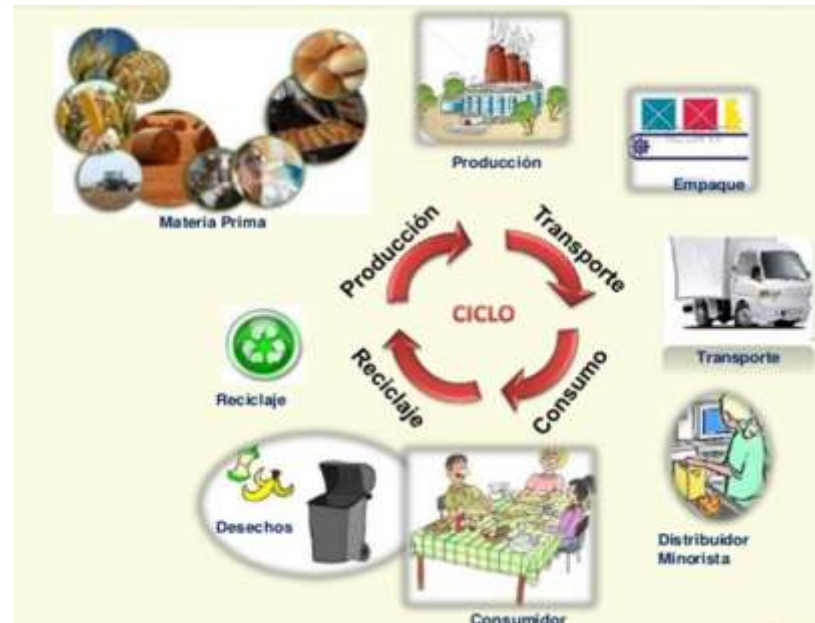 Producción
Empaque
Materia Prima
Producción
Transporte
CICLO
Transporte
Reciclaje
Consumo
Reciclaje
Desechos
Distribuidor
Minorista
Consumidor